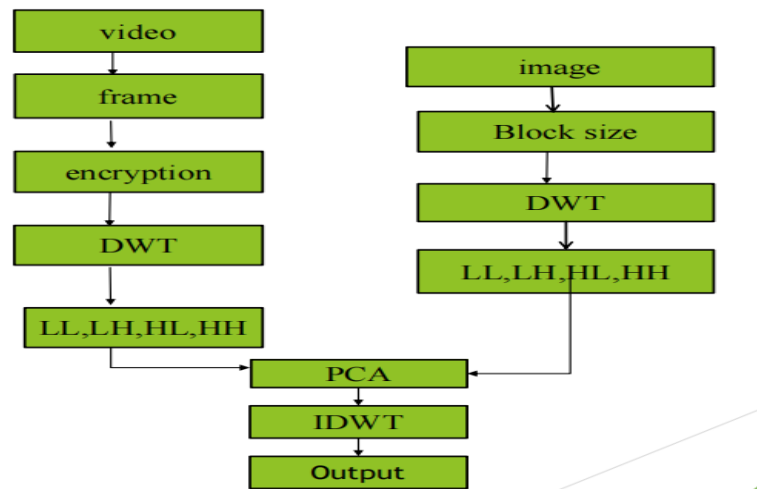 video
frame
encryption
DWT
LL,LH,HL,HH
image
Block size
DWT
LL,LH,HL,HH
PCA
IDWT
Output